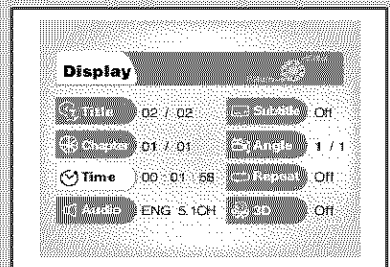 Display
Title 02 / 02
Subtitle Off
Chapter 01 / 01
Angle 1 / 1
Time 00 : 01 : 58
Repeat Off
Audio ENG 5.1CH
3D Off